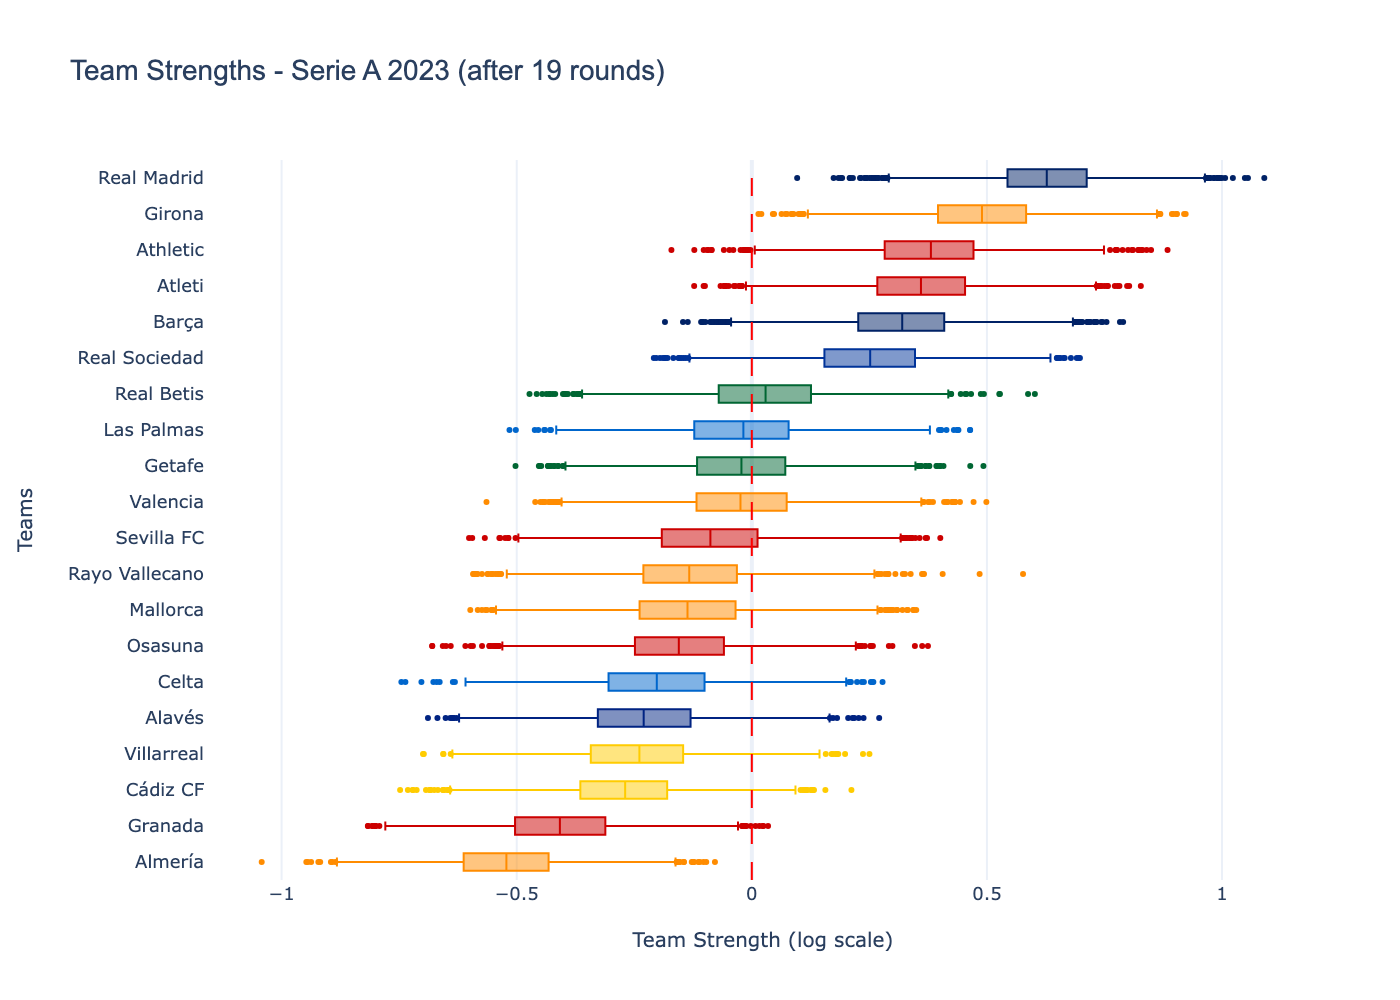 Team Strengths - Serie A 2023 (after 19 rounds)
Real Madrid
Girona
Athletic
Atleti
Barça
Real Sociedad
Real Betis
Las Palmas
Getafe
Valencia
Sevilla FC
Rayo Vallecano
Mallorca
Osasuna
Celta
Alavés
Villarreal
Cádiz CF
Granada
Almería
Teams
−1 −0.5 0 0.5 1
Team Strength (log scale)